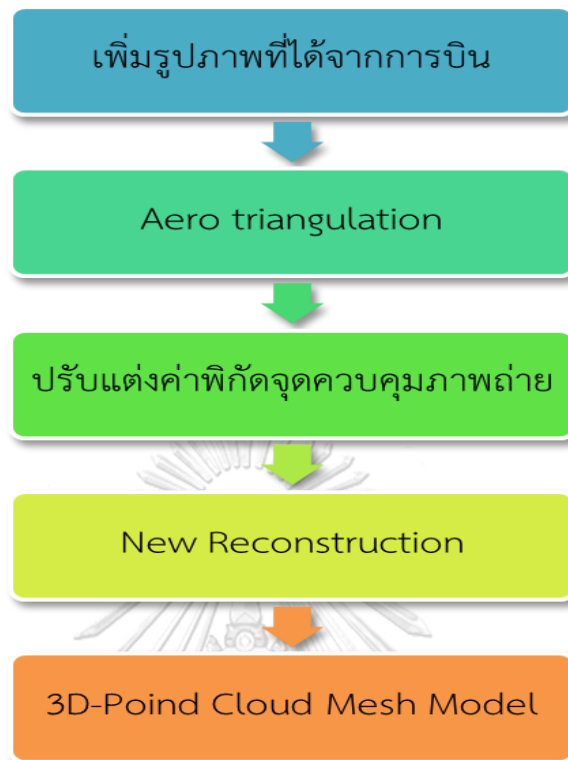 เพิ่มรูปภาพที่ได้จากการบิน
Aero triangulation
ปรับแต่งค่าพิกัดจุดควบคุมภาพถ่าย
New Reconstruction
3D-Poind Cloud Mesh Model